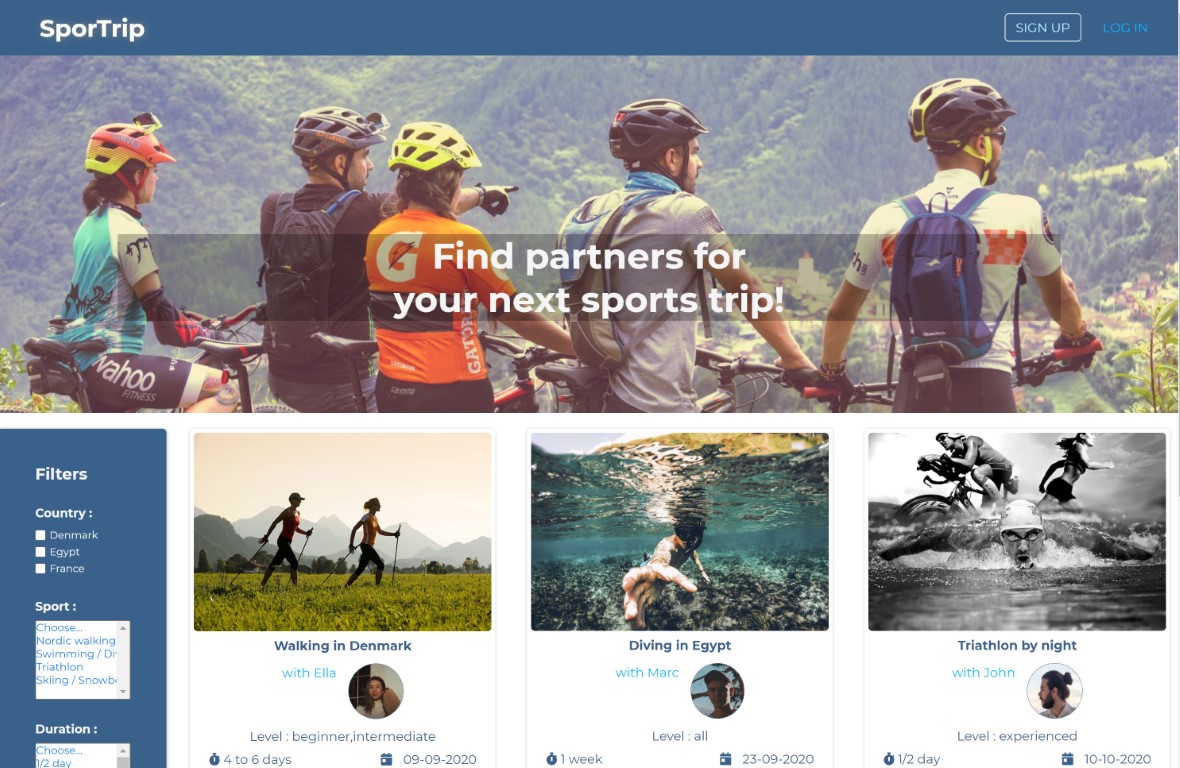 SporTrip
SIGN UP
LOG IN
Find partners for
your next sports trip!
G
GATOR
wahoo
FITNESS
Filters
Country :
Denmark
Egypt
France
Sport :
Choose...
Nordic walking
Swimming / Di
Triathlon
Skiing / Snowb
Duration :
Choose...
1/2 day
Walking in Denmark
with Ella
Level : beginner,intermediate
4 to 6 days
09-09-2020
Diving in Egypt
with Marc
Level : all
1 week
23-09-2020
Triathlon by night
with John
Level : experienced
1/2 day
10-10-2020